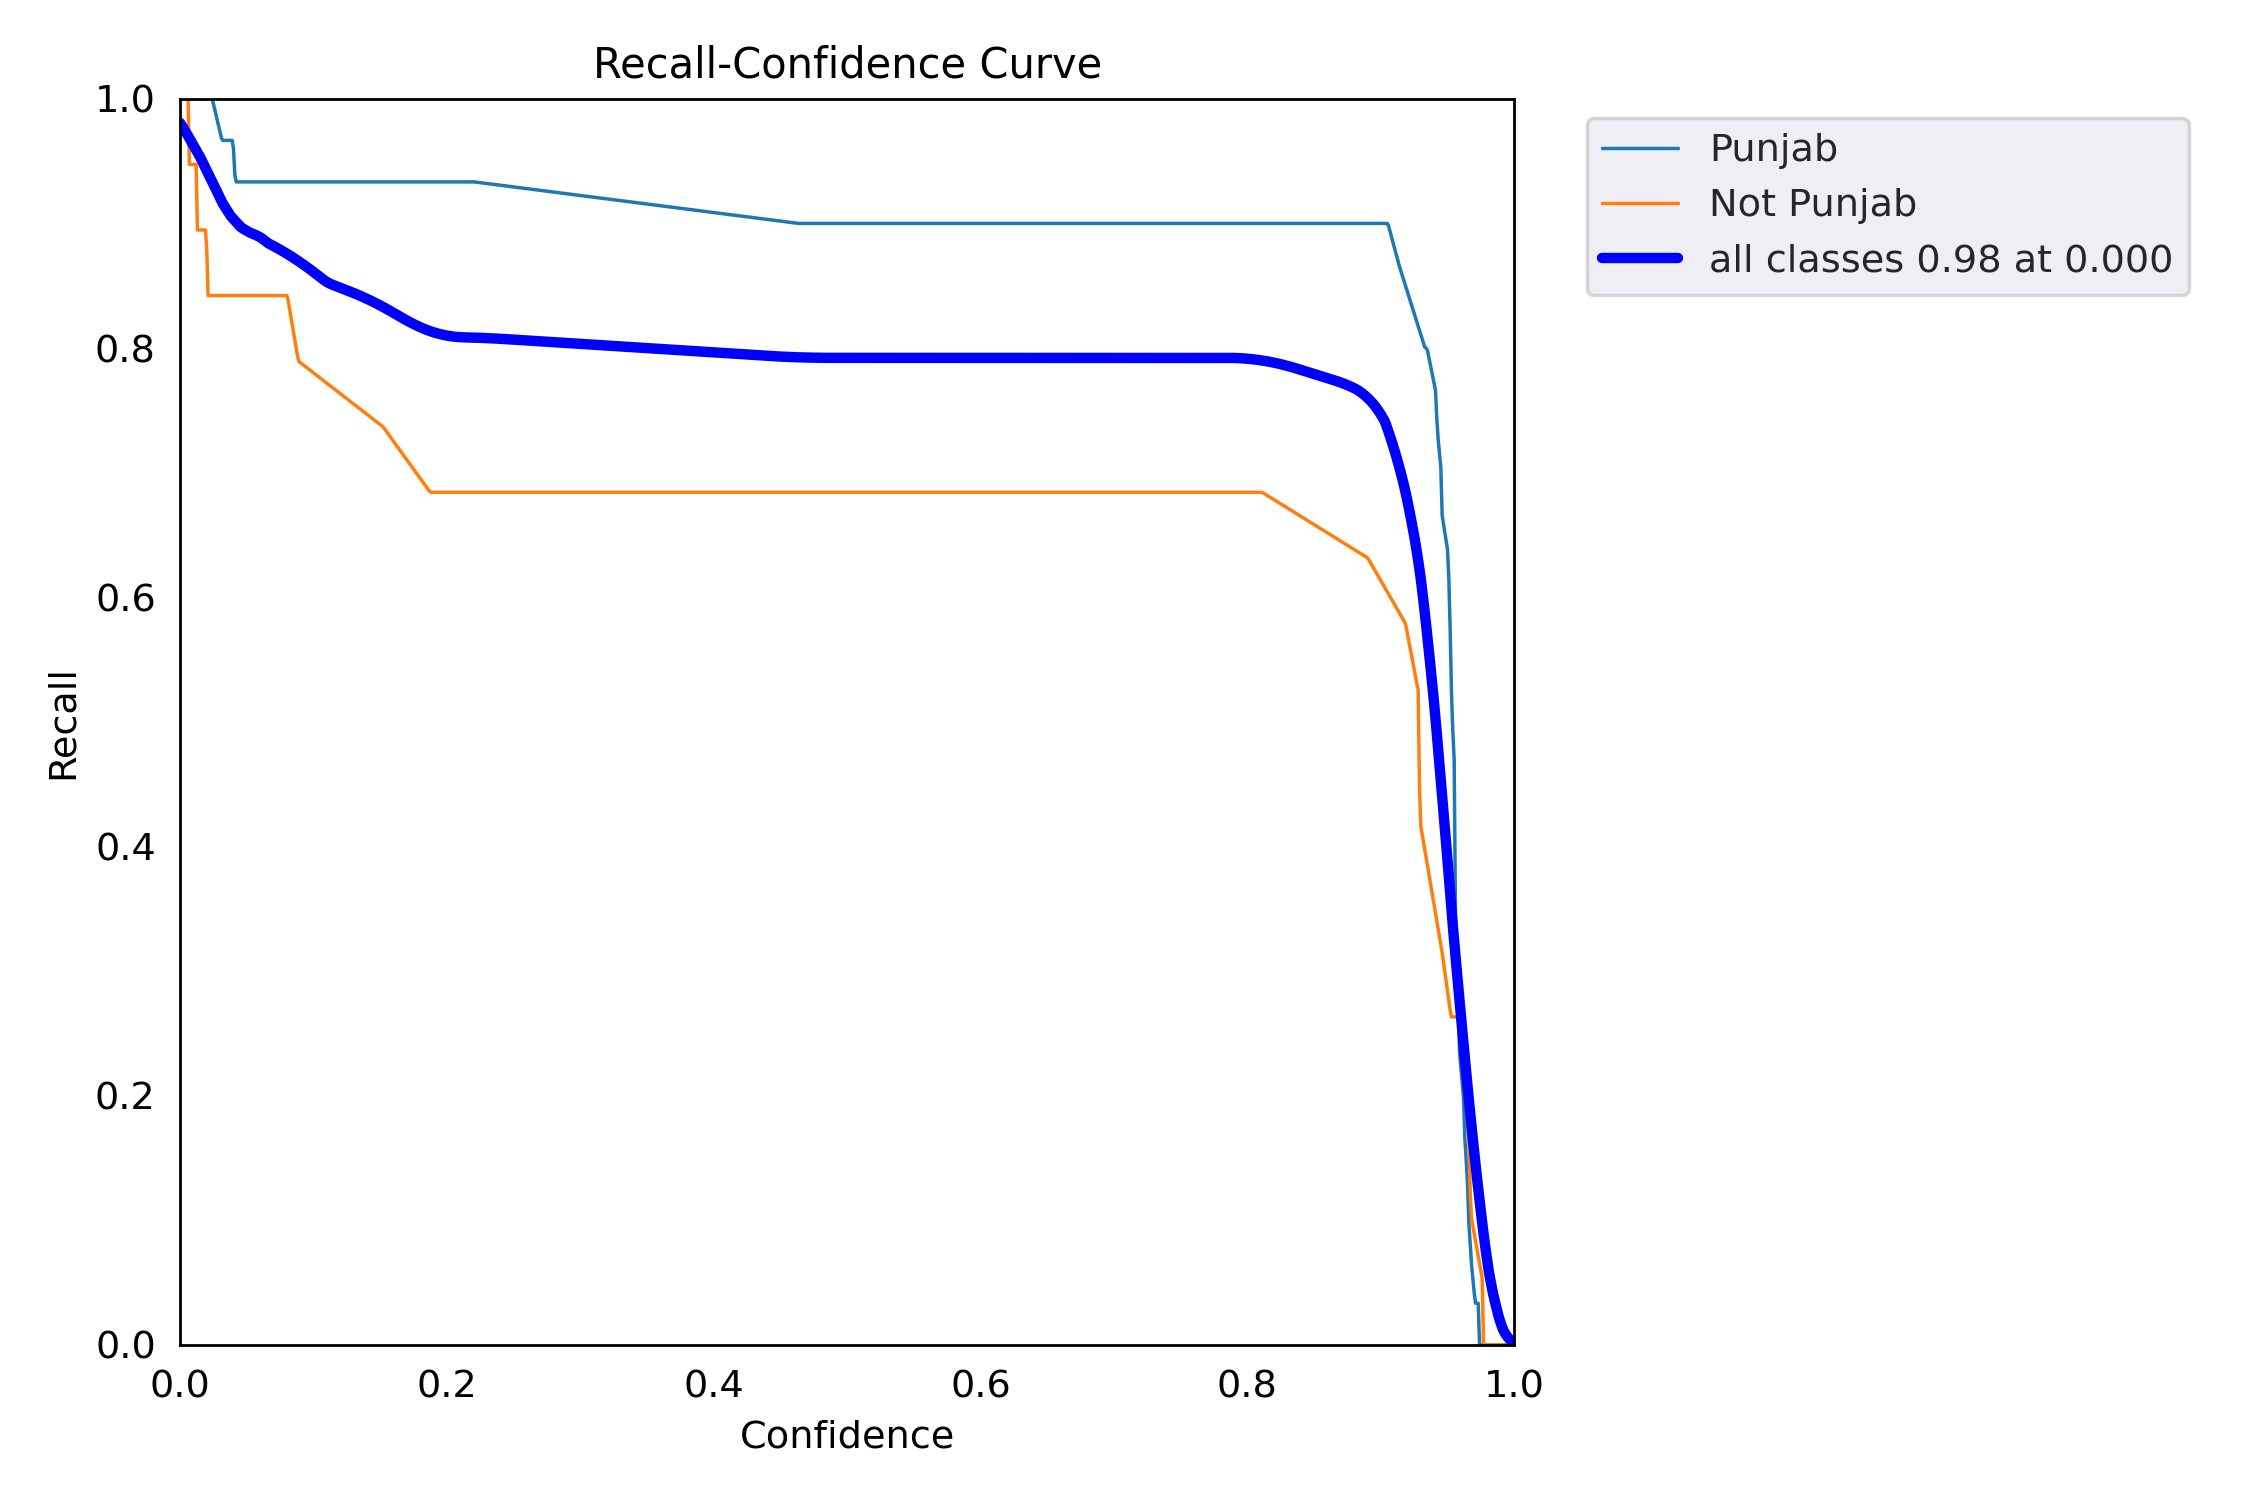 Recall-Confidence Curve
1.0
0.8
0.6
0.4
0.2
0.0
Recall
0.0 0.2 0.4 0.6 0.8 1.0
Confidence
Punjab
Not Punjab
all classes 0.98 at 0.000